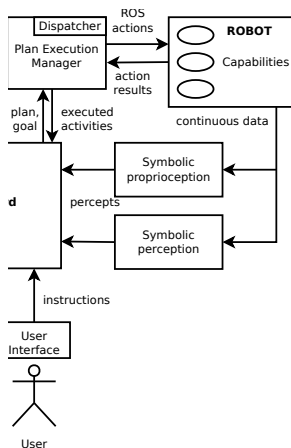 ROS
actions
Dispatcher
Plan Execution
Manager
ROBOT
Capabilities
action
results
plan,
goal
executed
activities
continuous data
Symbolic
proprioception
d
percepts
Symbolic
perception
instructions
User
Interface
User